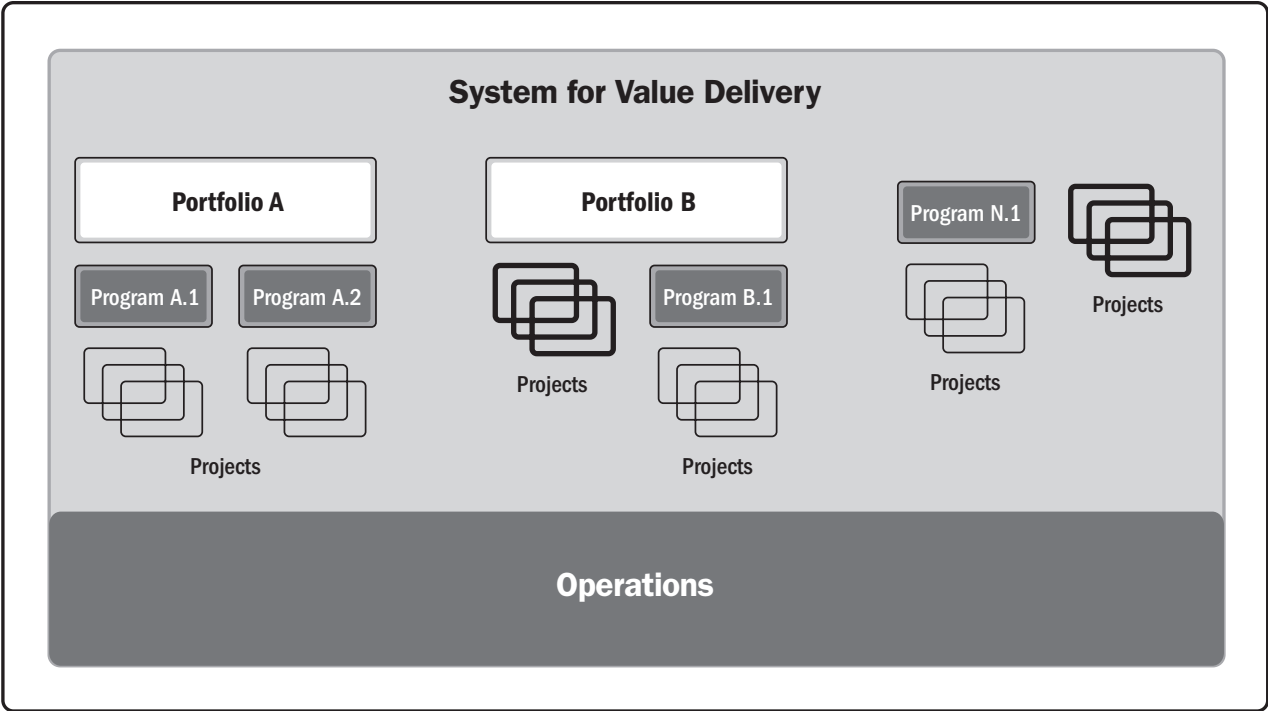 System for Value Delivery
Portfolio A
Portfolio B
Program N.1
Program A.1
Program A.2
Program B.1
Projects
Projects
Projects
Projects
Projects
Operations